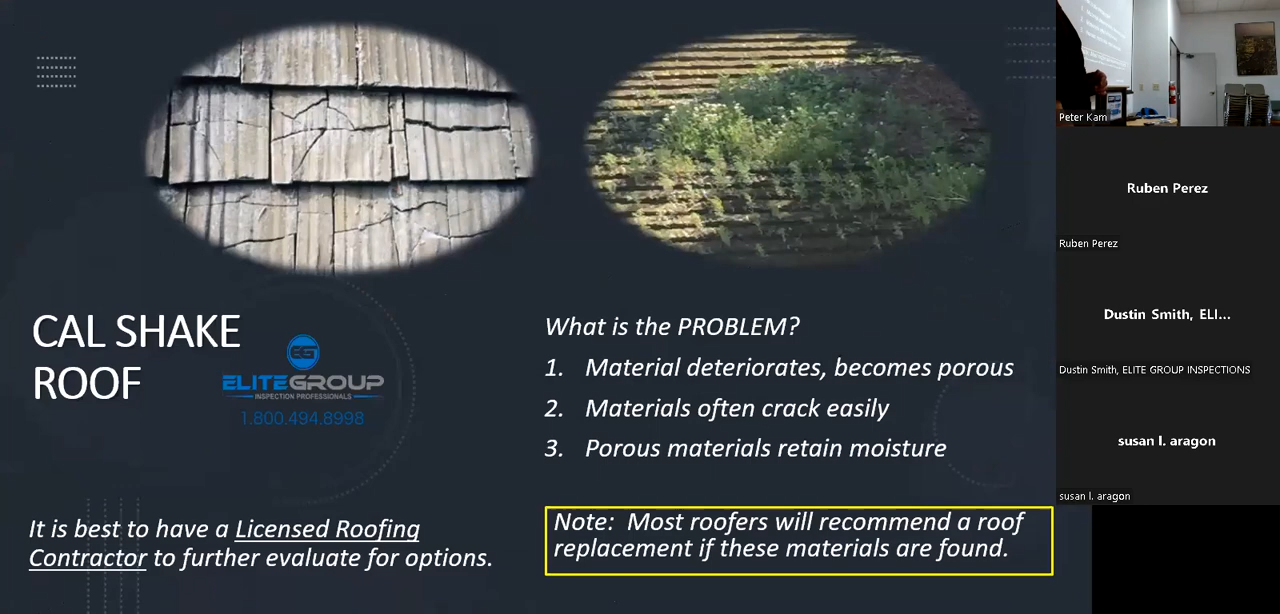 CAL SHAKE
ROOF
EG
ELITEGROUP
INSPECTION PROFESSIONALS
1.800.494.8998
It is best to have a Licensed Roofing
Contractor to further evaluate for options.
What is the PROBLEM?
1. Material deteriorates, becomes porous
2. Materials often crack easily
3. Porous materials retain moisture
Note: Most roofers will recommend a roof
replacement if these materials are found.
Peter Kam
Ruben Perez
Ruben Perez
Dustin Smith, ELI...
Dustin Smith, ELITE GROUP INSPECTIONS
susan l. aragon
susan l. aragon